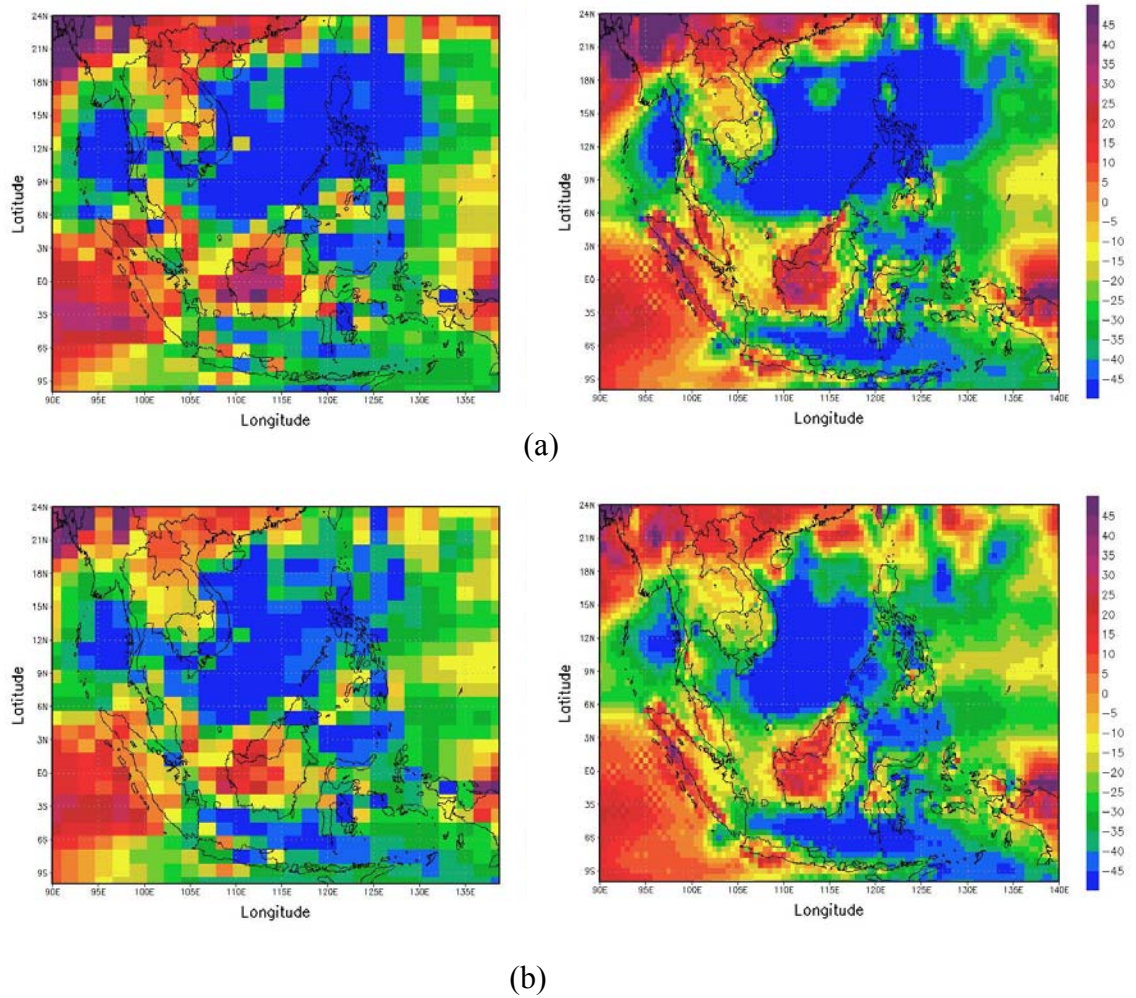 24N
21N
18N
15N
12N
9N
6N
3N
EQ
3S
6S
9S
Latitude
90E 95E 100E 105E 110E 115E 120E 125E 130E 135E
Longitude
24N
21N
18N
15N
12N
9N
6N
3N
EQ
3S
6S
9S
Latitude
90E 95E 100E 105E 110E 115E 120E 125E 130E 135E 140E
Longitude
45
40
35
30
25
20
15
10
5
0
-5
-10
-15
-20
-25
-30
-35
-40
-45
(a)
24N
21N
18N
15N
12N
9N
6N
3N
EQ
3S
6S
9S
Latitude
90E 95E 100E 105E 110E 115E 120E 125E 130E 135E
Longitude
24N
21N
18N
15N
12N
9N
6N
3N
EQ
3S
6S
9S
Latitude
90E 95E 100E 105E 110E 115E 120E 125E 130E 135E 140E
Longitude
45
40
35
30
25
20
15
10
5
0
-5
-10
-15
-20
-25
-30
-35
-40
-45
(b)